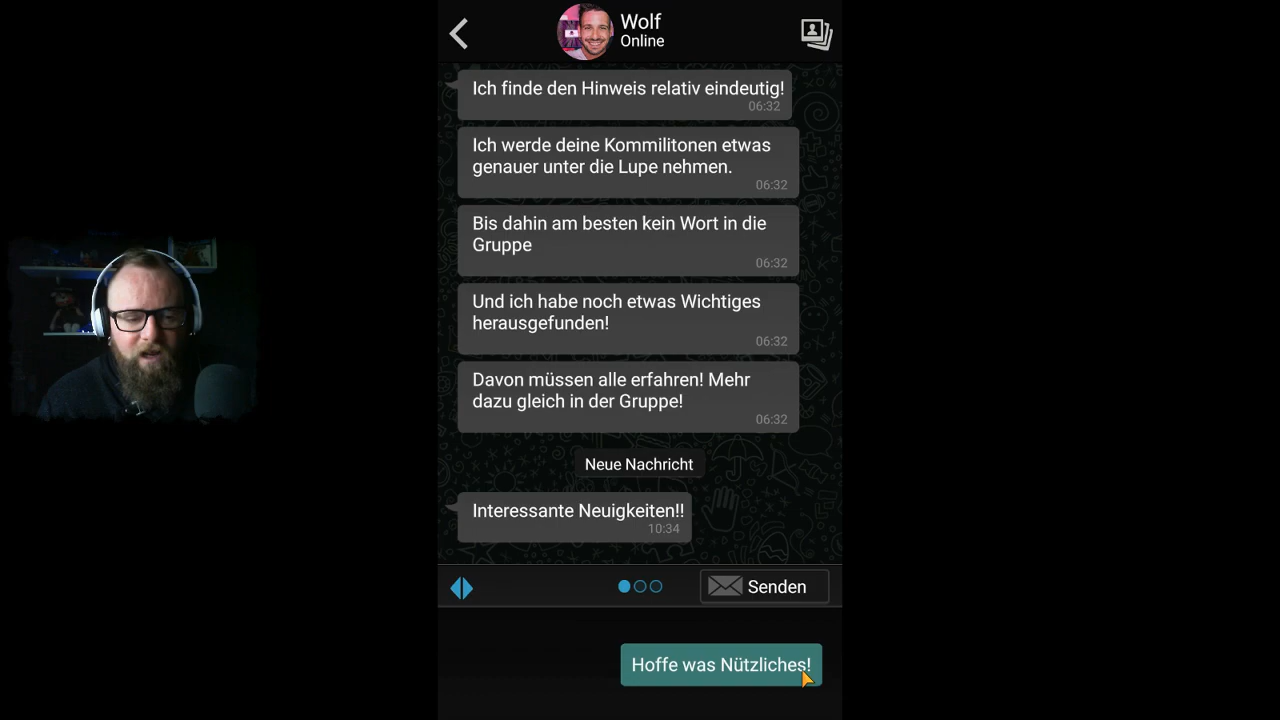 Wolf
Online
Ich finde den Hinweis relativ eindeutig!
06:32
Ich werde deine Kommilitonen etwas
genauer unter die Lupe nehmen.
06:32
Bis dahin am besten kein Wort in die
Gruppe
06:32
Und ich habe noch etwas Wichtiges
herausgefunden!
06:32
Davon müssen alle erfahren! Mehr
dazu gleich in der Gruppe!
06:32
Neue Nachricht
Interessante Neuigkeiten!!
10:34
Senden
Hoffe was Nützliches!